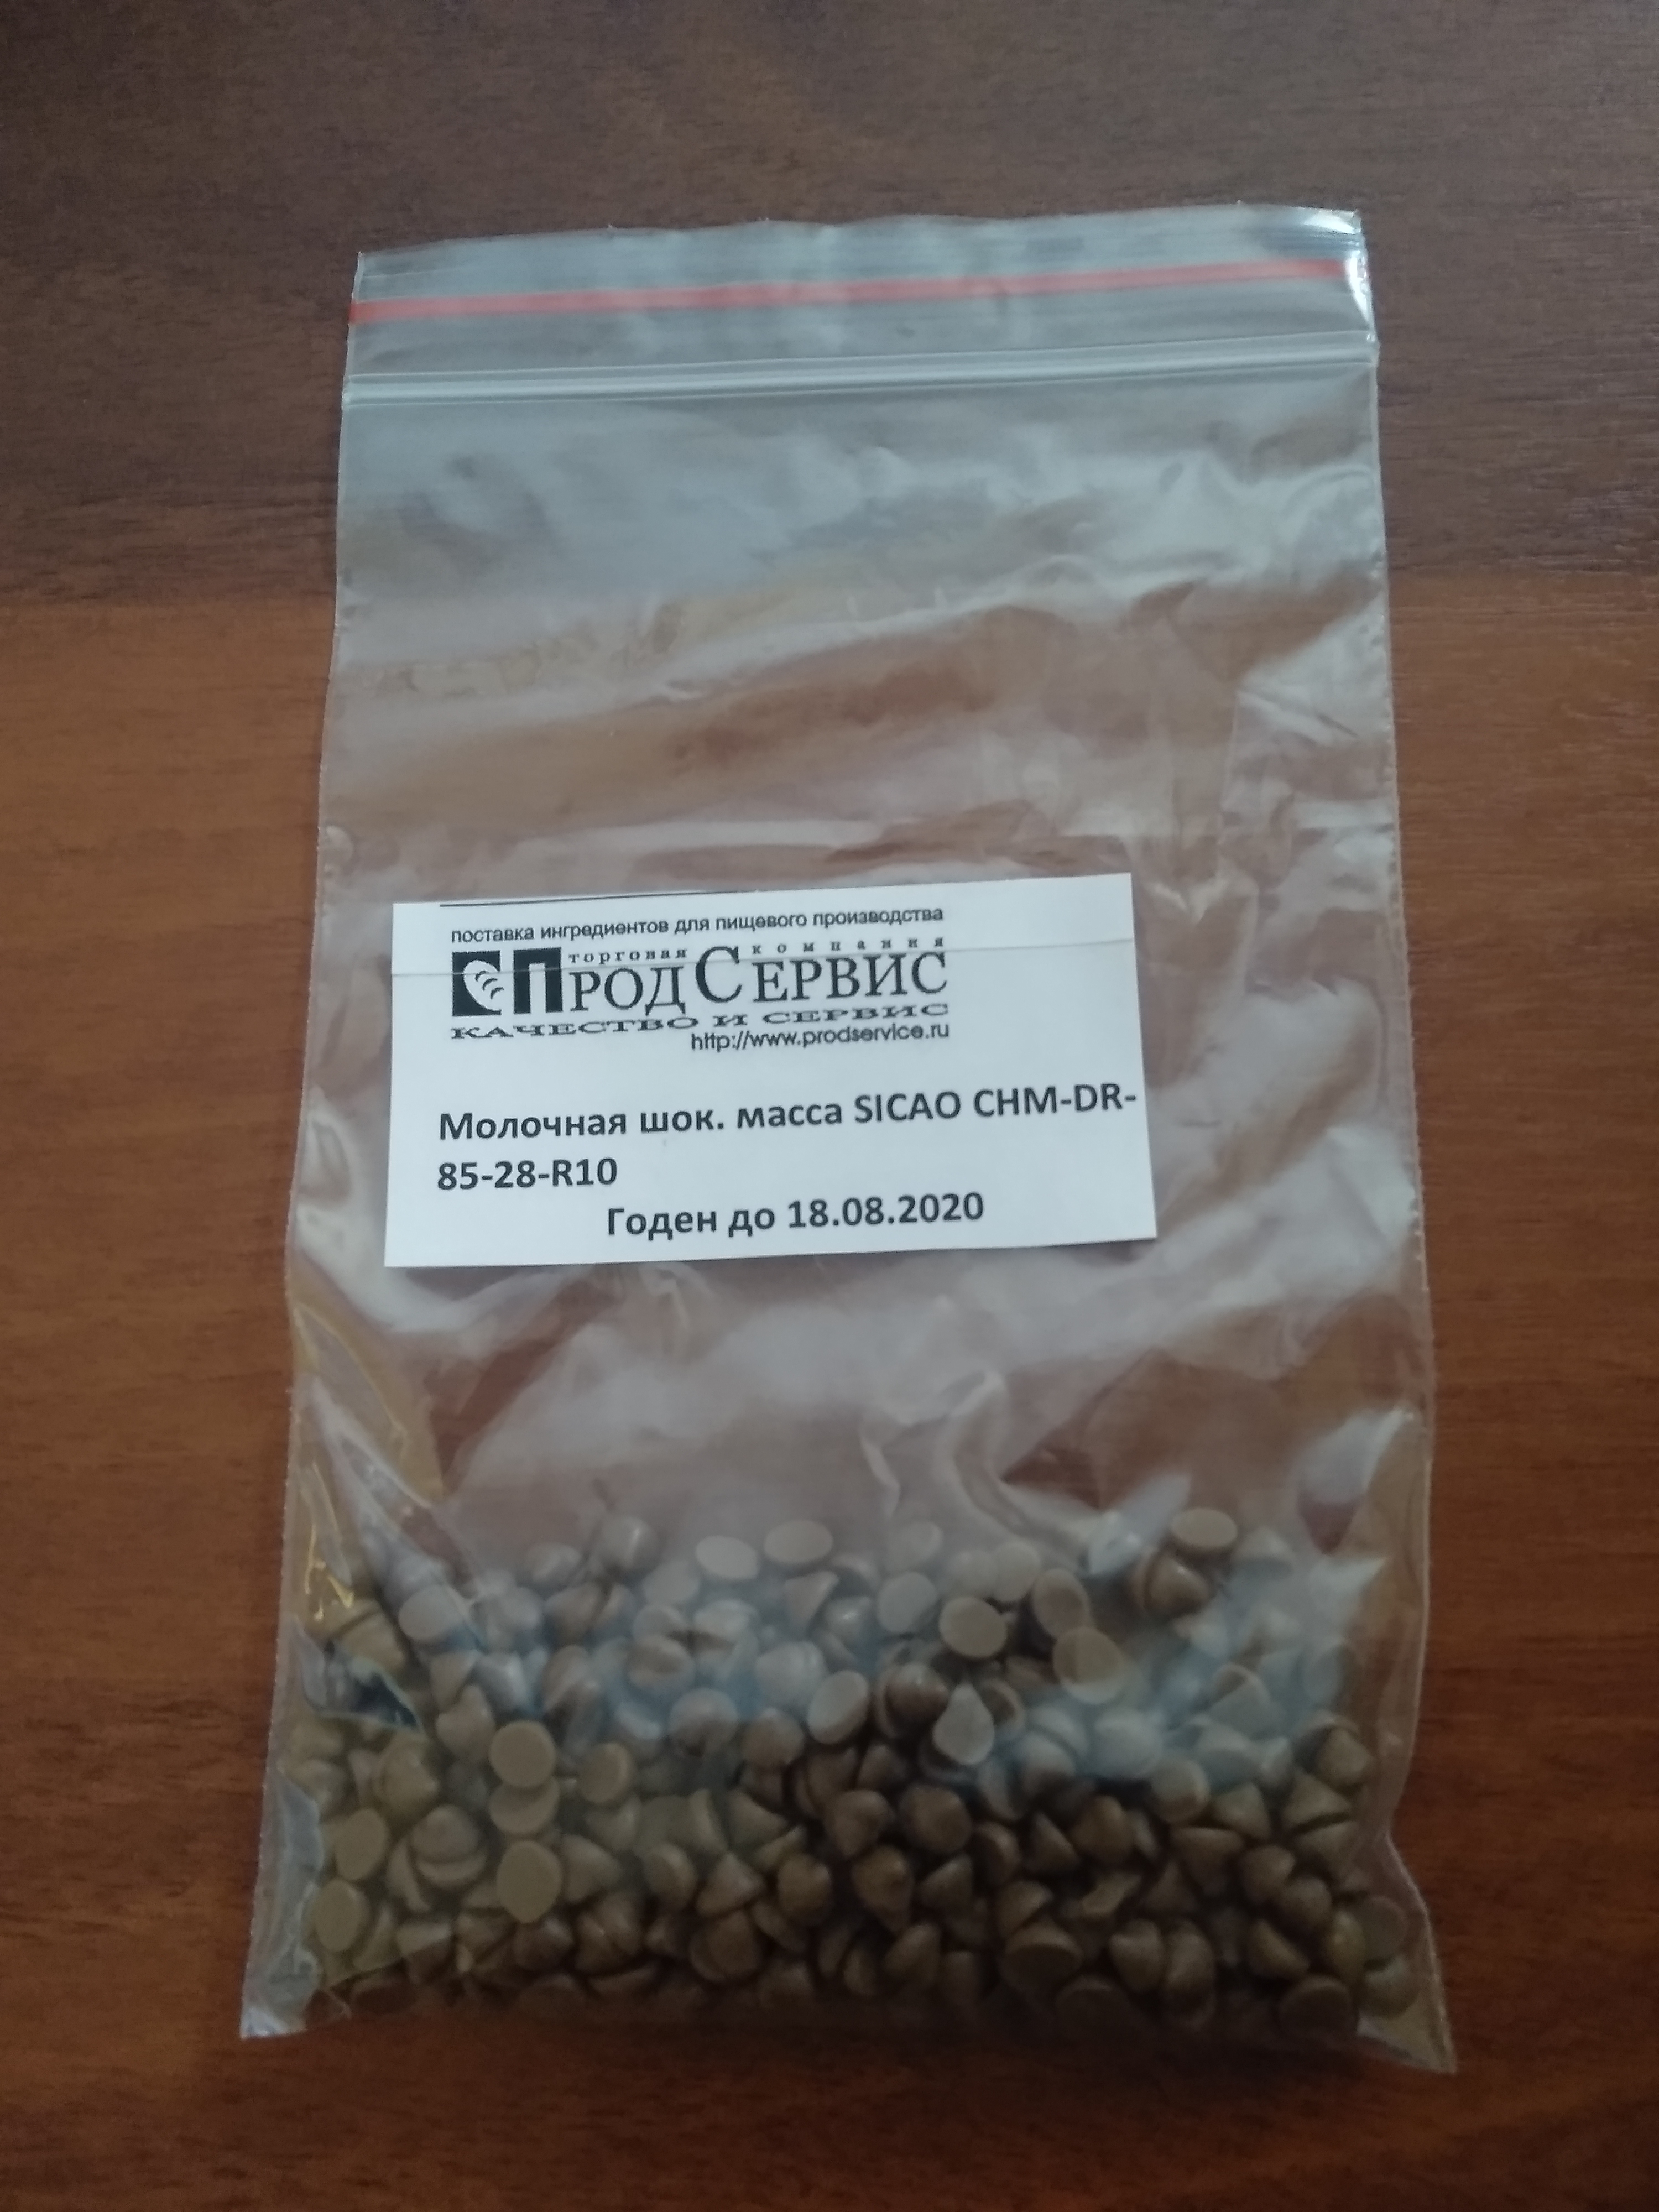 поставка ингредиентов для пищевого производства
торговая компания
ПРОДСЕРВИС
КАЧЕСТВО И СЕРВИС
http://www.prodservice.ru
Молочная шок. масса SICAO CHM-DR-
85-28-R10
Годен до 18.08.2020